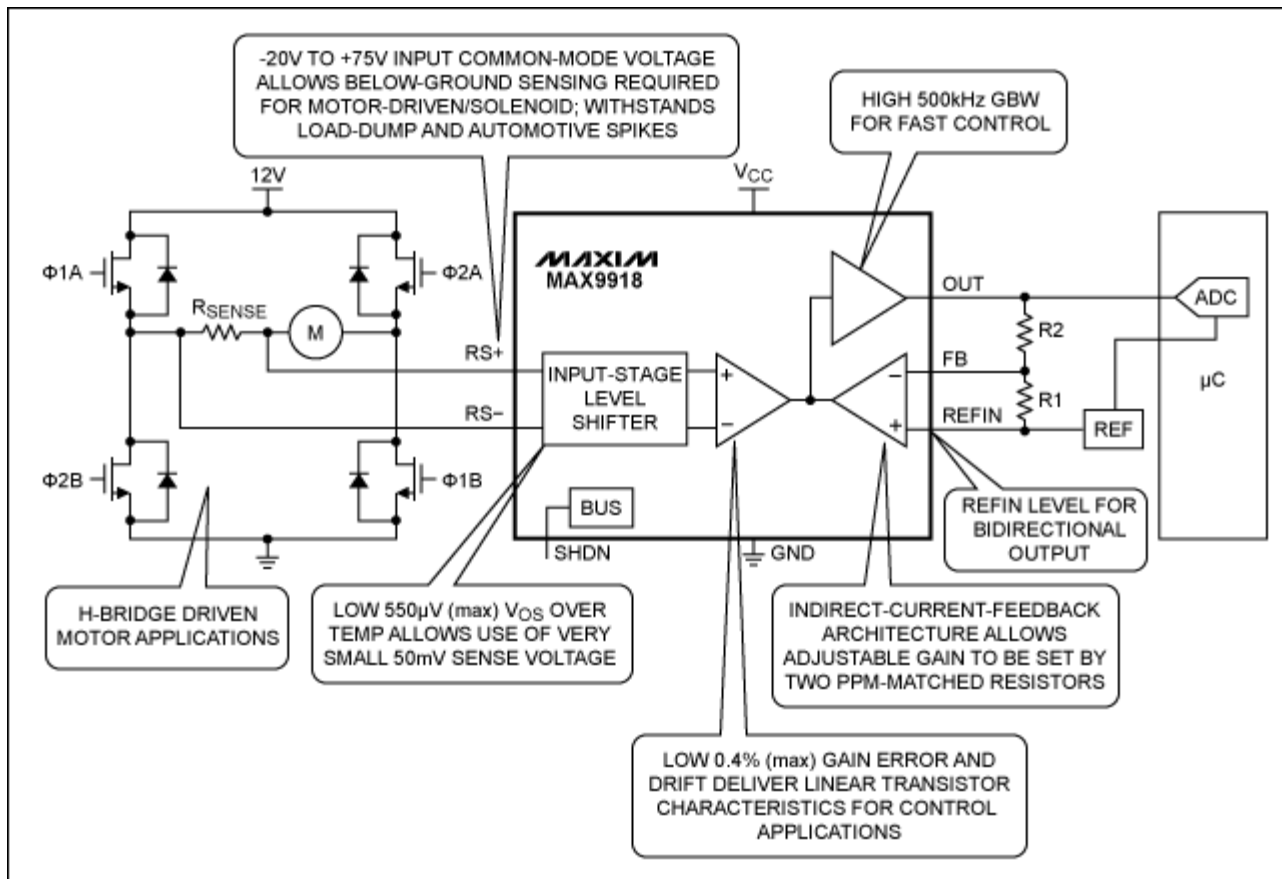 -20V TO +75V INPUT COMMON-MODE VOLTAGE
ALLOWS BELOW-GROUND SENSING REQUIRED
FOR MOTOR-DRIVEN/SOLENOID; WITHSTANDS
LOAD-DUMP AND AUTOMOTIVE SPIKES
HIGH 500kHz GBW
FOR FAST CONTROL
12V
VCC
MAXIM
MAX9918
Φ1A
Φ2A
RSENSE
M
RS+
RS−
INPUT-STAGE
LEVEL
SHIFTER
+
−
−
+
OUT
FB
REFIN
R2
R1
REF
ADC
µC
Φ2B
Φ1B
BUS
SHDN
GND
REFIN LEVEL FOR
BIDIRECTIONAL
OUTPUT
H-BRIDGE DRIVEN
MOTOR APPLICATIONS
LOW 550µV (max) VOS OVER
TEMP ALLOWS USE OF VERY
SMALL 50mV SENSE VOLTAGE
INDIRECT-CURRENT-FEEDBACK
ARCHITECTURE ALLOWS
ADJUSTABLE GAIN TO BE SET BY
TWO PPM-MATCHED RESISTORS
LOW 0.4% (max) GAIN ERROR AND
DRIFT DELIVER LINEAR TRANSISTOR
CHARACTERISTICS FOR CONTROL
APPLICATIONS